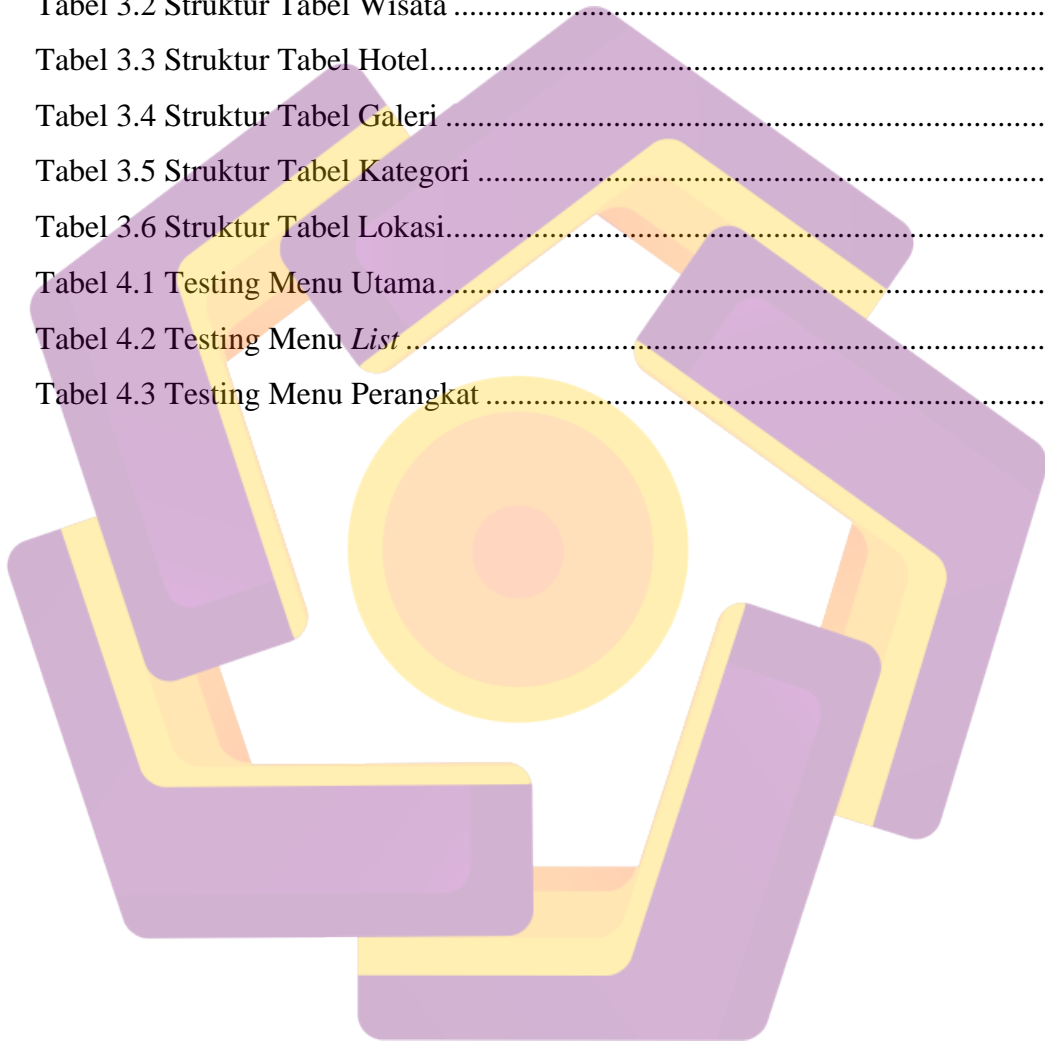 Tabel 3.2 Struktur Tabel Wisata ..........................................................................
Tabel 3.3 Struktur Tabel Hotel.............................................................................
Tabel 3.4 Struktur Tabel Galeri ...........................................................................
Tabel 3.5 Struktur Tabel Kategori .......................................................................
Tabel 3.6 Struktur Tabel Lokasi...........................................................................
Tabel 4.1 Testing Menu Utama............................................................................
Tabel 4.2 Testing Menu List ................................................................................
Tabel 4.3 Testing Menu Perangkat ......................................................................